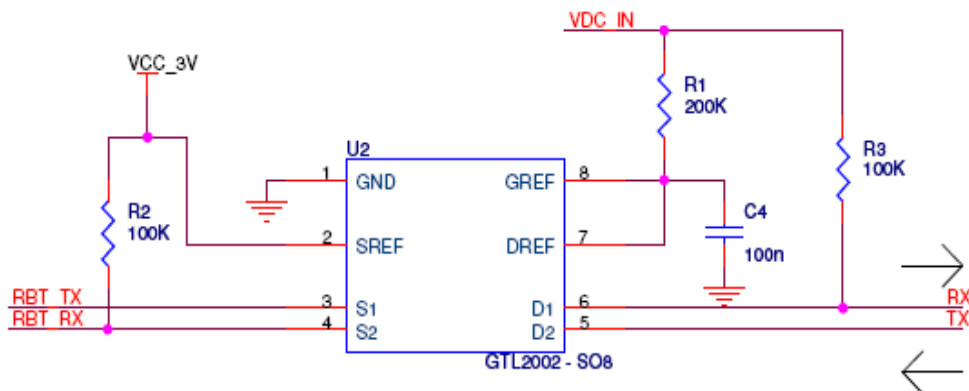 VDC_IN
VCC_3V
R1
200K
U2
R3
100K
1
GND
GREF
8
R2
100K
C4
100n
2
SREF
DREF
7
RBT_TX
3
S1
D1
6
RX
RBT_RX
4
S2
D2
5
TX
GTL2002 - SO8